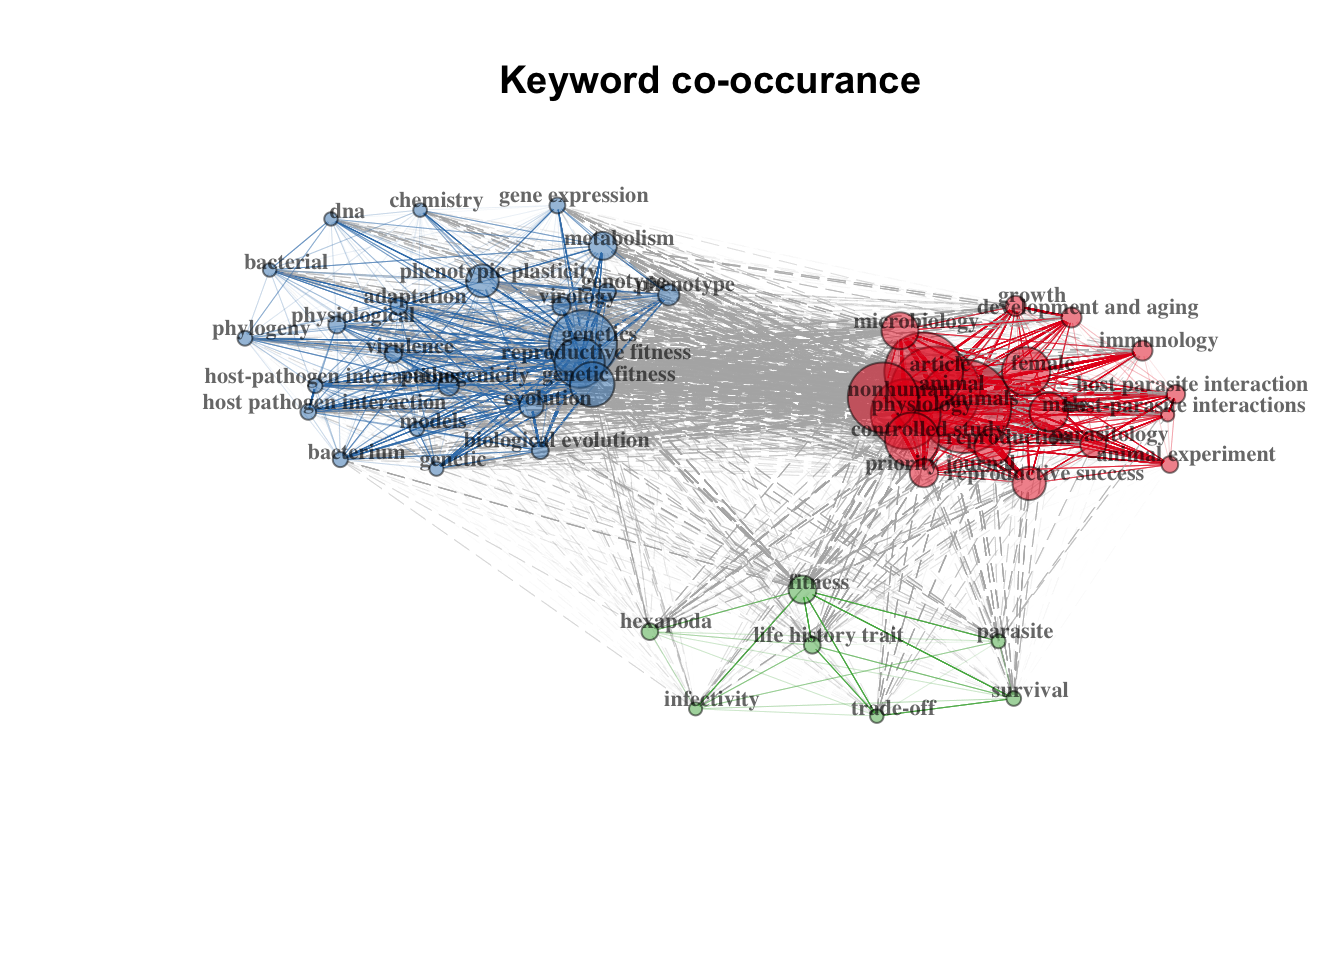 Keyword co-occurance
gene expression
chemistry
dna
metabolism
bacterial
phenotypic plasticity
genotype
phenotype
adaptation
virology
growth
development and aging
physiological
microbiology
phylogeny
genetics
immunology
virulence
reproductive fitness
article
female
host-pathogen interactions
pathogenicity
genetic fitness
nonhuman
animal
host parasite interaction
host pathogen interaction
evolution
animals
physiology
male
host-parasite interactions
models
controlled study
biological evolution
reproduction
parasitology
bacterium
genetic
priority journal
animal experiment
reproductive success
fitness
hexapoda
life history trait
parasite
infectivity
trade-off
survival